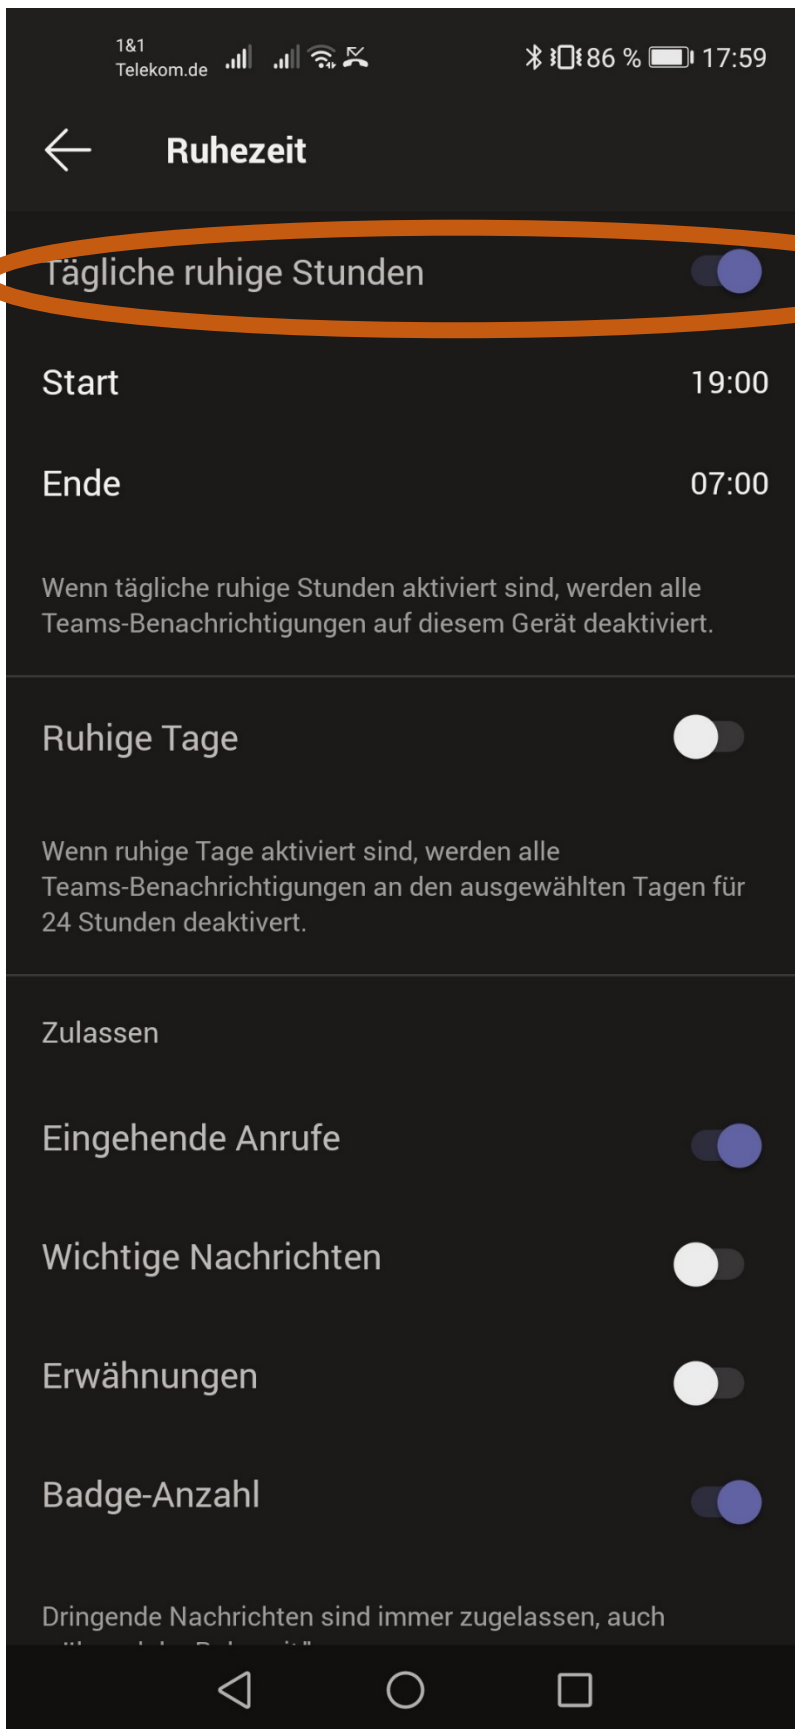 1&1
Telekom.de
86 % 17:59
Ruhezeit
Tägliche ruhige Stunden
Start 19:00
Ende 07:00
Wenn tägliche ruhige Stunden aktiviert sind, werden alle
Teams-Benachrichtigungen auf diesem Gerät deaktiviert.
Ruhige Tage
Wenn ruhige Tage aktiviert sind, werden alle
Teams-Benachrichtigungen an den ausgewählten Tagen für
24 Stunden deaktivert.
Zulassen
Eingehende Anrufe
Wichtige Nachrichten
Erwähnungen
Badge-Anzahl
Dringende Nachrichten sind immer zugelassen, auch